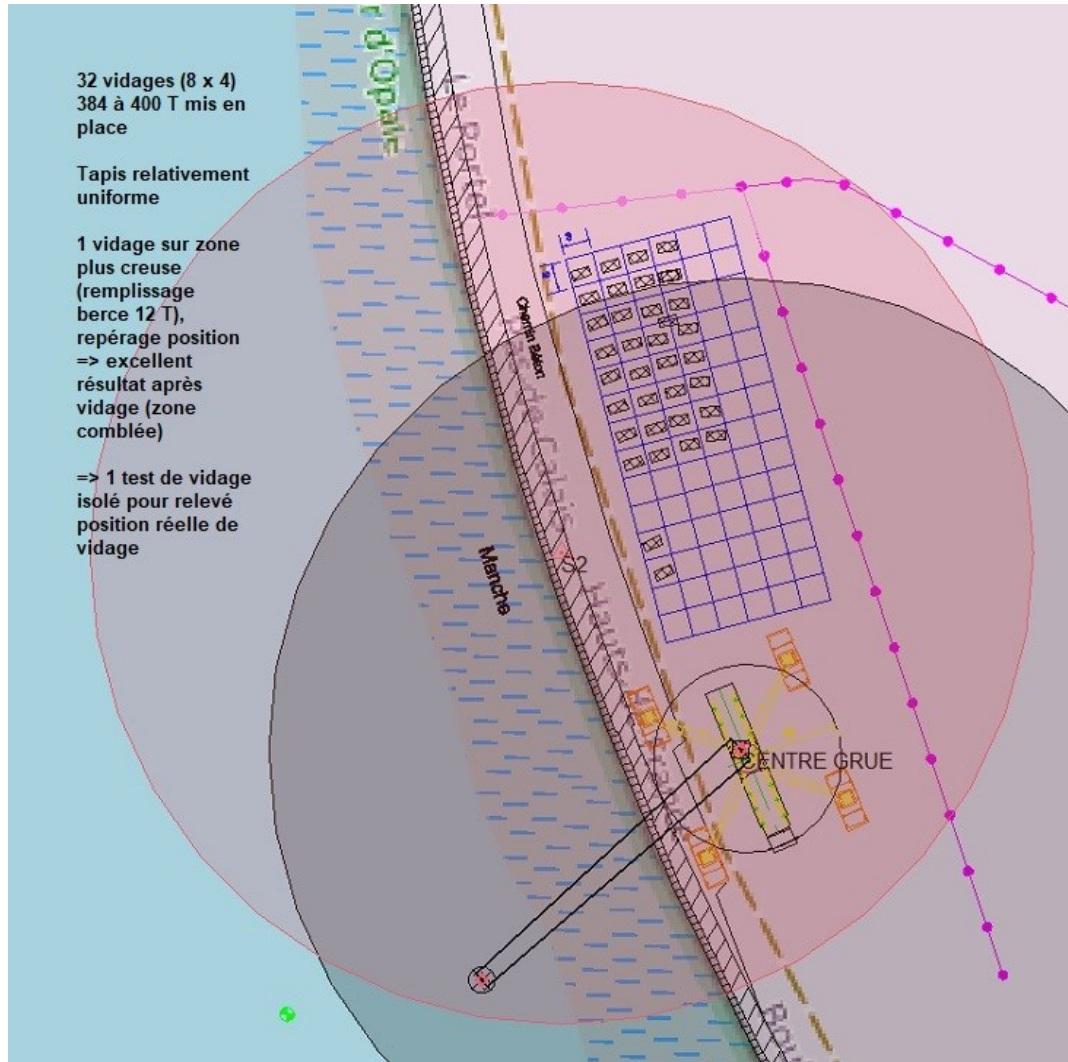 32 vidages (8 x 4)
384 à 400 T mis en
place
Tapis relativement
uniforme
1 vidage sur zone
plus creuse
(remplissage
berce 12 T),
repérage position
=> excellent
résultat après
vidage (zone
comblée)
=> 1 test de vidage
isolé pour relevé
position réelle de
vidage
d'Opale
Le Portel
Chemin Bétori
Pas-de-Calais
Manche
S2
Hauts-
France
CENTRE GRUE